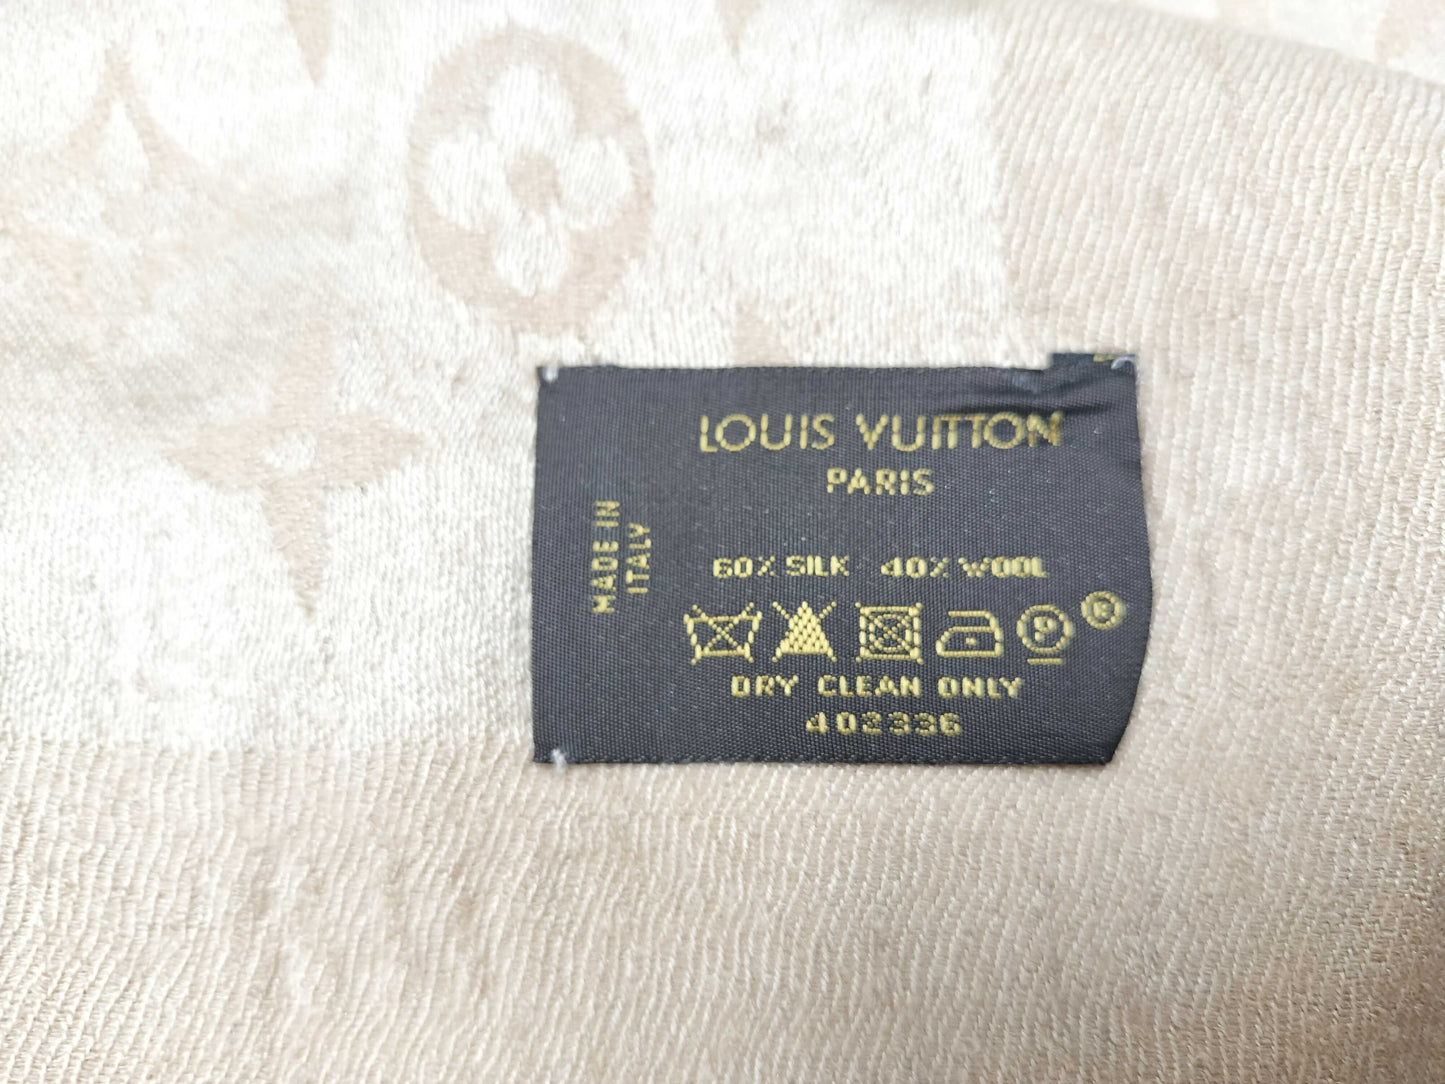 LOUIS VUITTON
PARIS
MADE IN
ITALY
60% SILK 40% WOOL
P ®
DRY CLEAN ONLY
402336